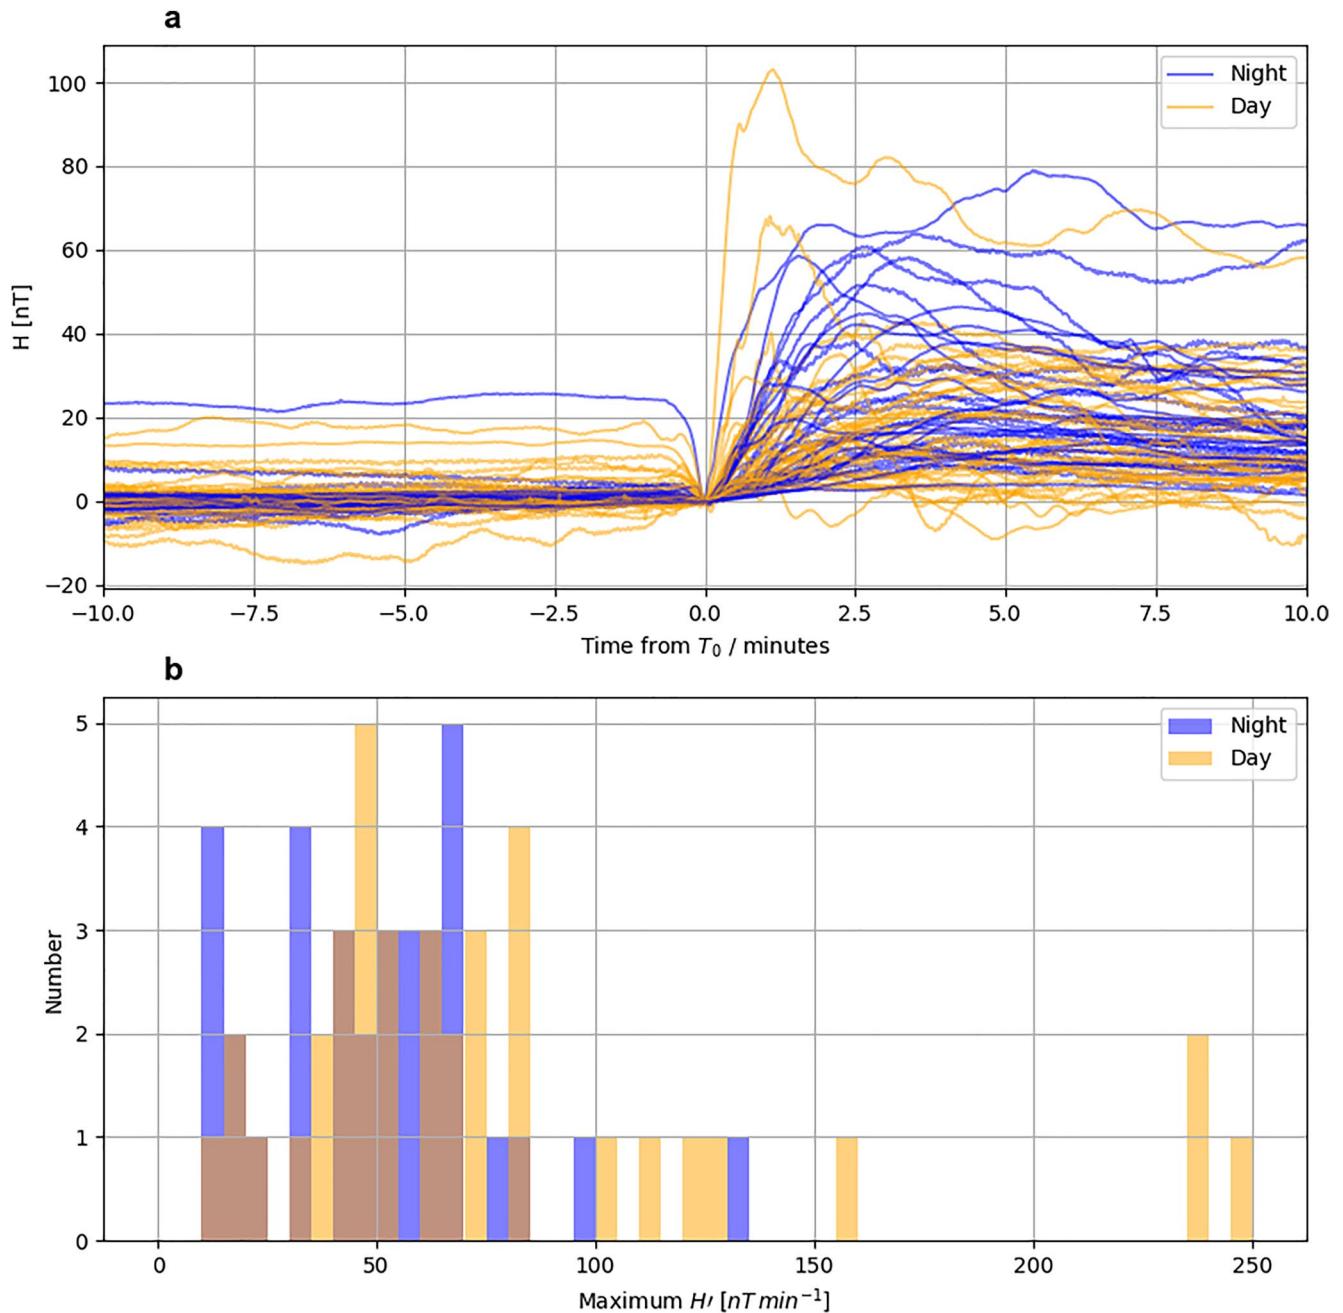 a
100
80
60
40
20
0
−20
H [nT]
Night
Day
−10.0 −7.5 −5.0 −2.5 0.0 2.5 5.0 7.5 10.0
Time from T₀ / minutes
b
5
4
3
2
1
0
Number
Night
Day
0 50 100 150 200 250
Maximum H′ [nT min⁻¹]